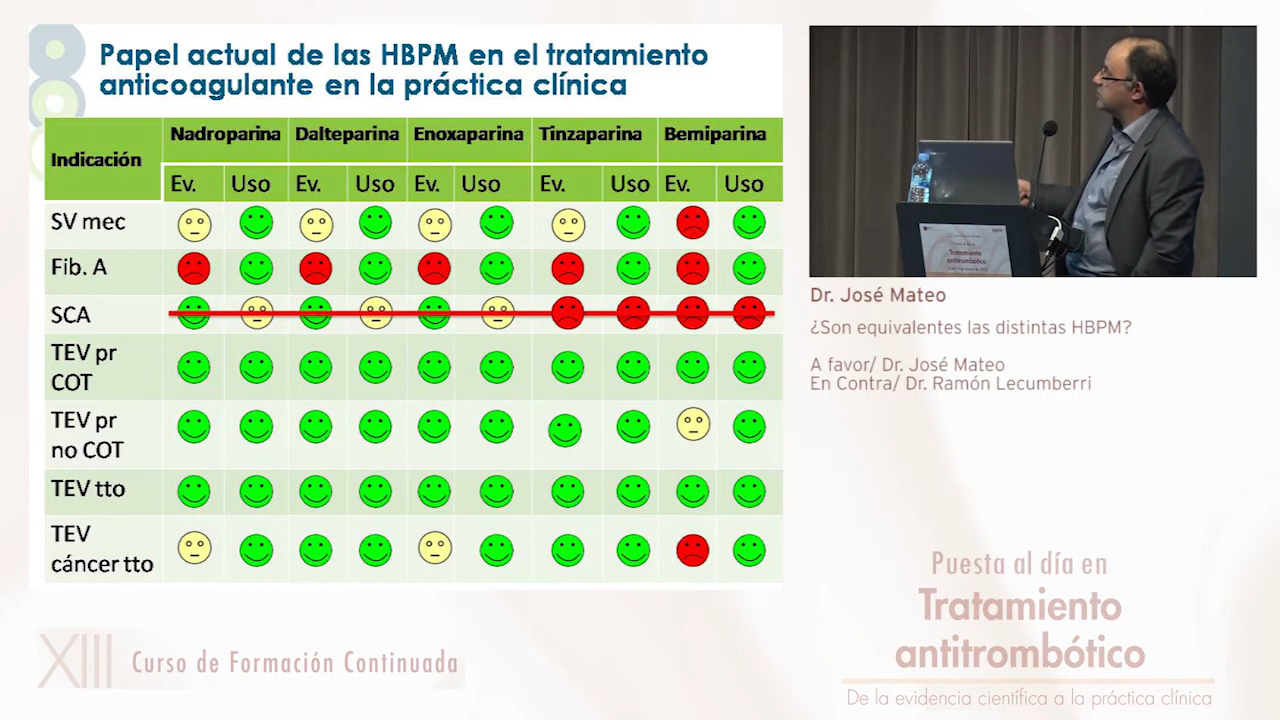 Papel actual de las HBPM en el tratamiento
anticoagulante en la práctica clínica
Indicación
Nadroparina Dalteparina Enoxaparina Tinzaparina Bemiparina
Ev. Uso Ev. Uso Ev. Uso Ev. Uso Ev. Uso
SV mec
Fib. A
SCA
TEV pr
COT
TEV pr
no COT
TEV tto
TEV
cáncer tto
Tratamiento
antitrombótico
Dr. José Mateo
¿Son equivalentes las distintas HBPM?
A favor/ Dr. José Mateo
En Contra/ Dr. Ramón Lecumberri
XIII Curso de Formación Continuada
Puesta al día en
Tratamiento
antitrombótico
De la evidencia científica a la práctica clínica